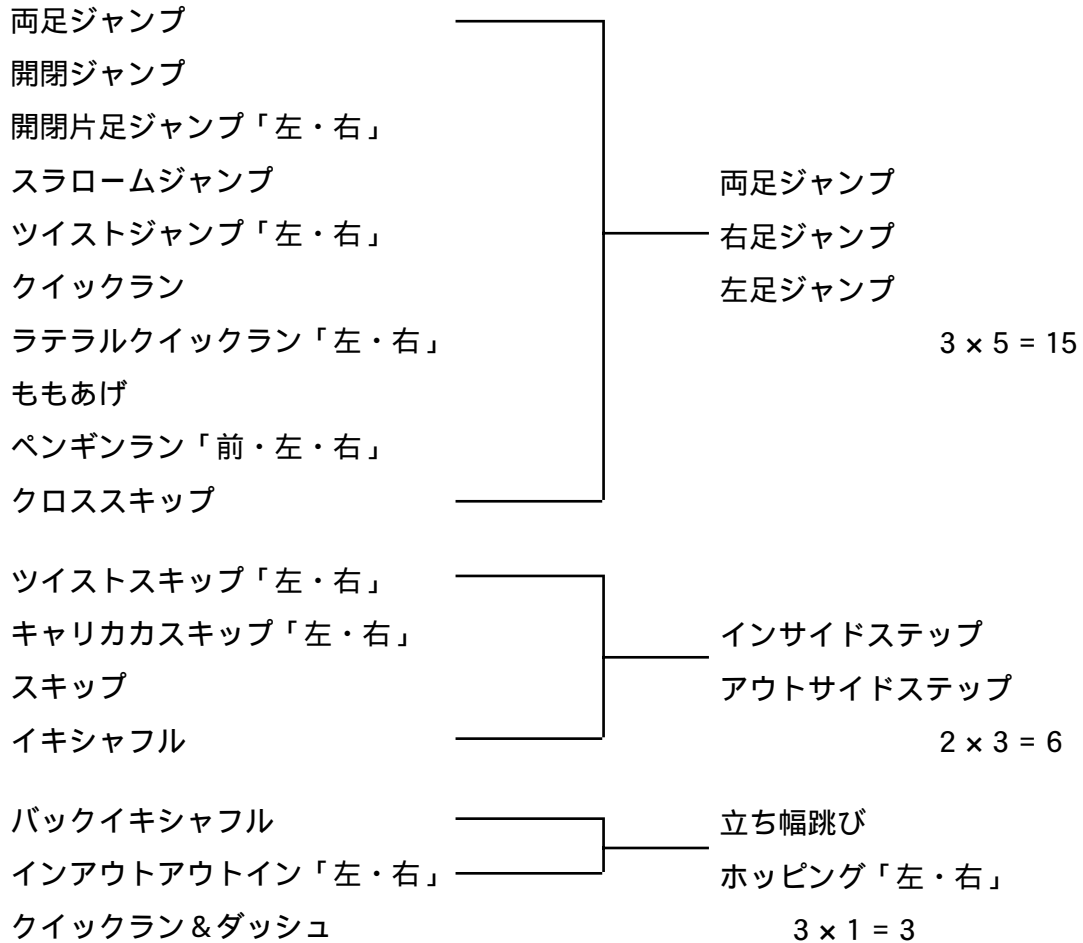 両足ジャンプ
開閉ジャンプ
開閉片足ジャンプ「左・右」
スラロームジャンプ
ツイストジャンプ「左・右」
クイックラン
ラテラルクイックラン「左・右」
ももあげ
ペンギンラン「前・左・右」
クロススキップ
両足ジャンプ
右足ジャンプ
左足ジャンプ
3 × 5 = 15
ツイストスキップ「左・右」
キャリカカスキップ「左・右」
スキップ
イキシャフル
インサイドステップ
アウトサイドステップ
2 × 3 = 6
バックイキシャフル
インアウトアウトイン「左・右」
クイックラン&ダッシュ
立ち幅跳び
ホッピング「左・右」
3 × 1 = 3